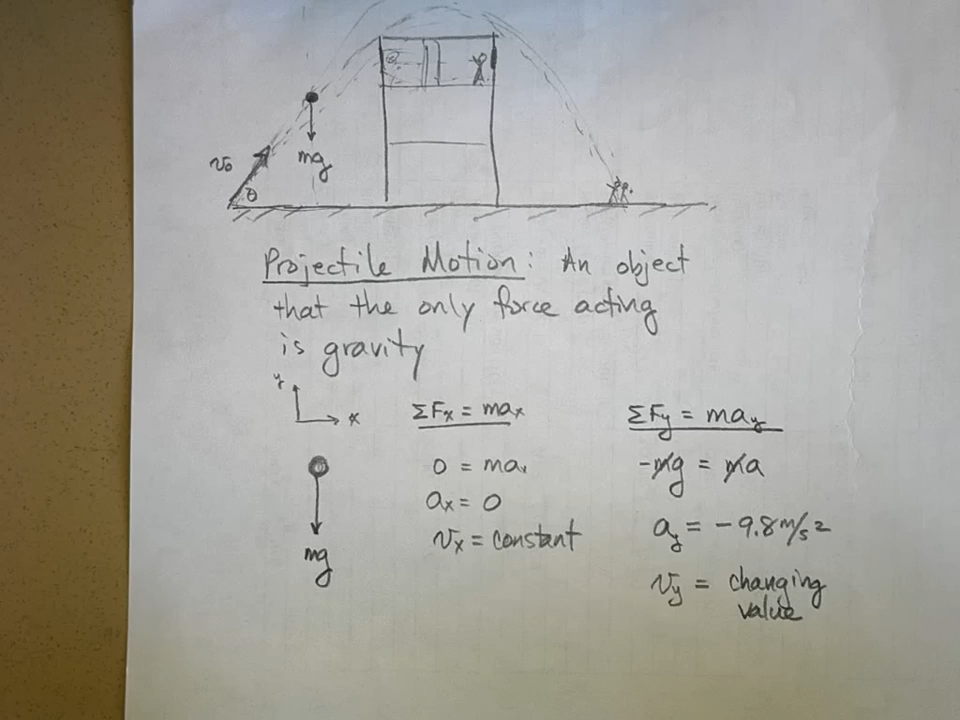 v₀
θ
mg
Projectile Motion: An object
that the only force acting
is gravity
y
x
ΣFx = max
0 = max
ax = 0
vx = constant
mg
ΣFy = may
-mg = ma
ay = -9.8 m/s2
vy = changing
value